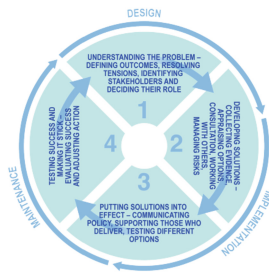 DESIGN
UNDERSTANDING THE PROBLEM –
DEFINING OUTCOMES, RESOLVING
TENSIONS, IDENTIFYING
STAKEHOLDERS AND
DECIDING THEIR ROLE
1
DEVELOPING SOLUTIONS –
COLLECTING EVIDENCE,
APPRAISING OPTIONS,
CONSULTATION, WORKING
WITH OTHERS,
MANAGING RISKS
2
IMPLEMENTATION
PUTTING SOLUTIONS INTO
EFFECT – COMMUNICATING
POLICY, SUPPORTING THOSE WHO
DELIVER, TESTING DIFFERENT
OPTIONS
3
TESTING SUCCESS AND
MAKING IT STICK –
EVALUATING SUCCESS
AND ADJUSTING ACTION
4
MAINTENANCE